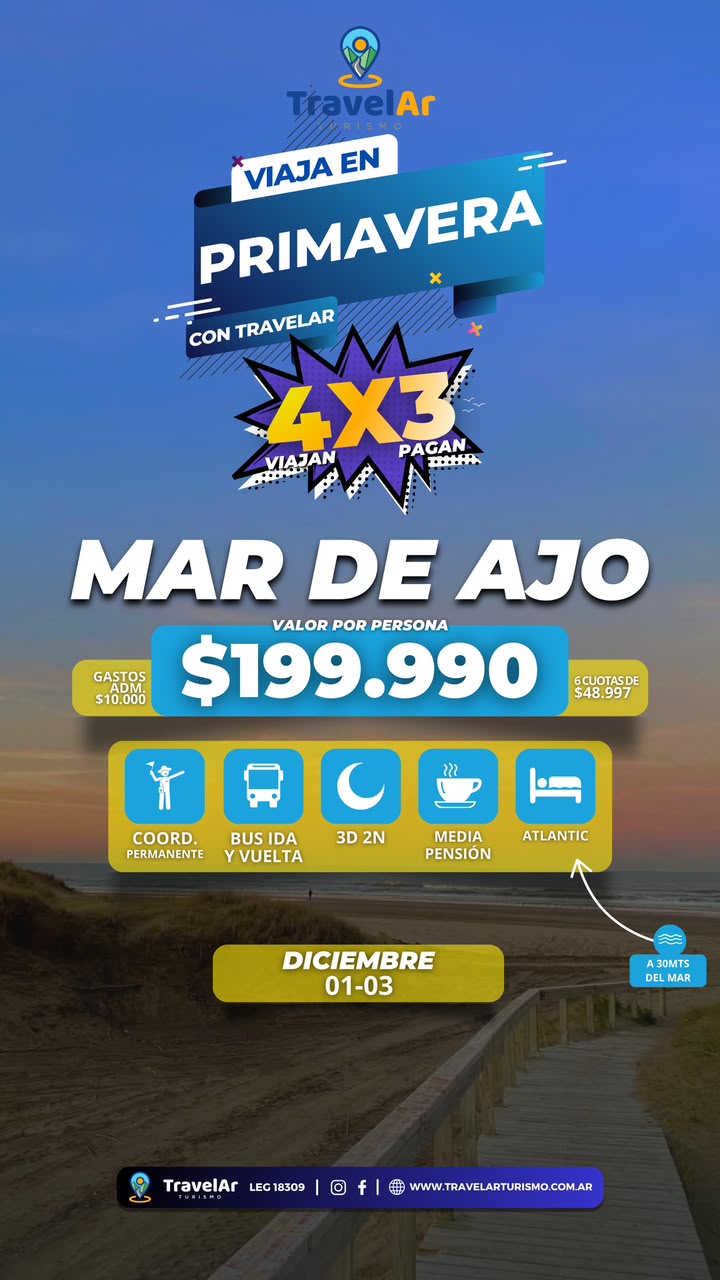 TravelAr
TURISMO
VIAJA EN
PRIMAVERA
CON TRAVELAR
4X3
VIAJAN PAGAN
MAR DE AJO
VALOR POR PERSONA
GASTOS
ADM.
$10.000
$199.990
6 CUOTAS DE
$48.997
COORD.
PERMANENTE
BUS IDA
Y VUELTA
3D 2N
MEDIA
PENSIÓN
ATLANTIC
A 30MTS
DEL MAR
DICIEMBRE
01-03
TravelAr
TURISMO
LEG 18309 | | WWW.TRAVELARTURISMO.COM.AR